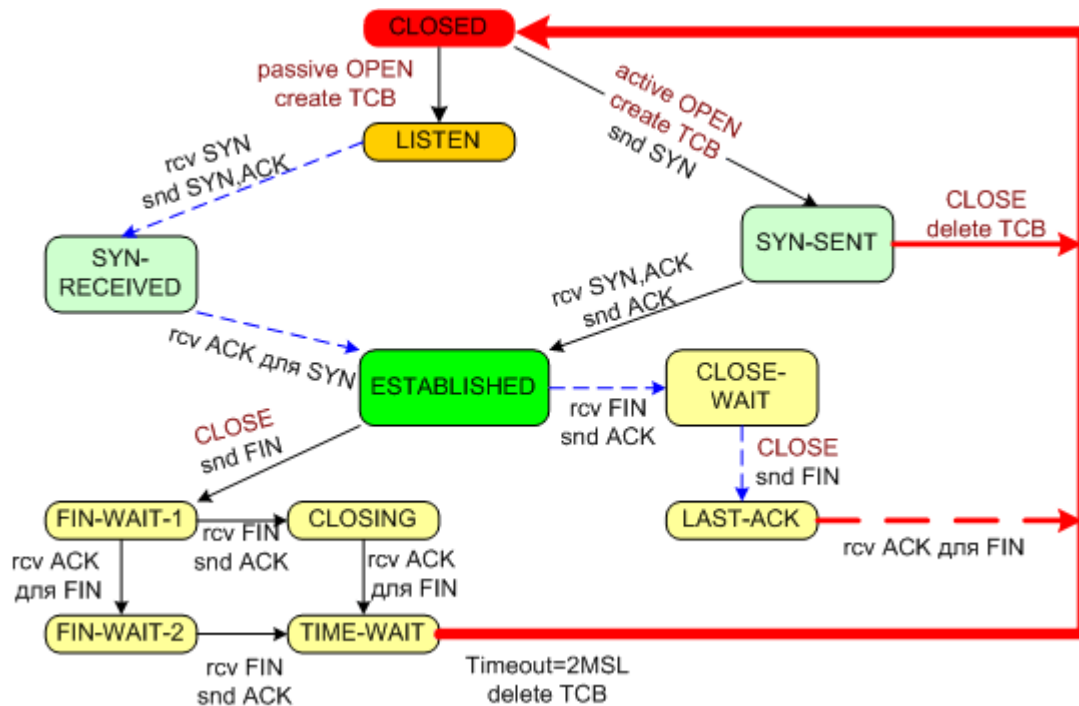 CLOSED
passive OPEN
create TCB
active OPEN
create TCB
snd SYN
LISTEN
rcv SYN
snd SYN,ACK
CLOSE
delete TCB
SYN-SENT
SYN-
RECEIVED
rcv SYN,ACK
snd ACK
rcv ACK для SYN
ESTABLISHED
CLOSE-
WAIT
rcv FIN
snd ACK
CLOSE
snd FIN
CLOSE
snd FIN
FIN-WAIT-1
CLOSING
LAST-ACK
rcv FIN
snd ACK
rcv ACK для FIN
rcv ACK
для FIN
rcv ACK
для FIN
FIN-WAIT-2
TIME-WAIT
rcv FIN
snd ACK
Timeout=2MSL
delete TCB